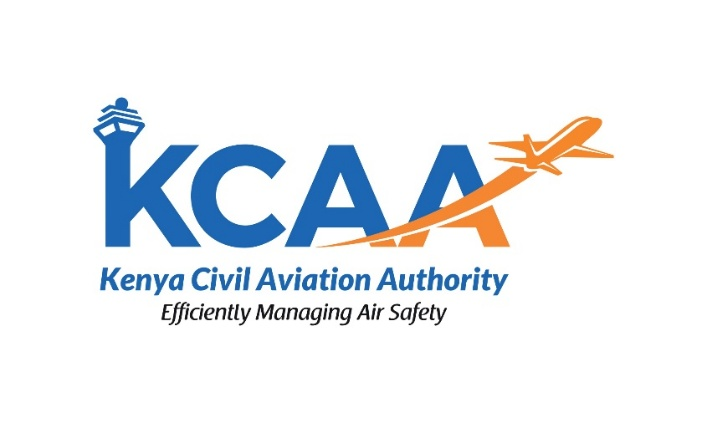 KCAA
Kenya Civil Aviation Authority
Efficiently Managing Air Safety